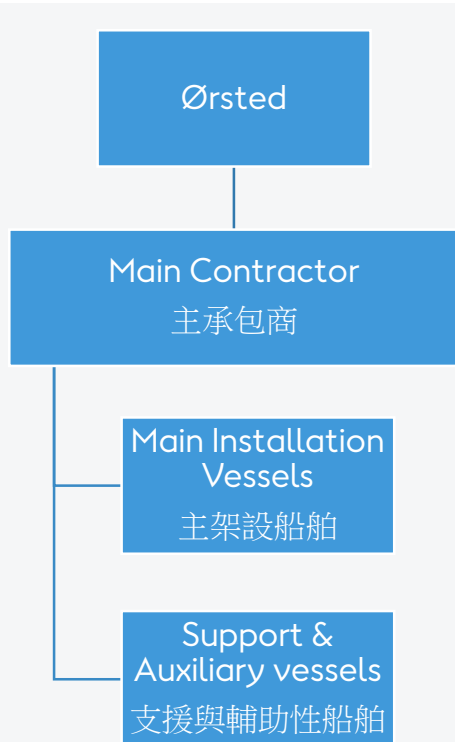 Ørsted
Main Contractor
主承包商
Main Installation
Vessels
主架設船舶
Support &
Auxiliary vessels
支援與輔助性船舶